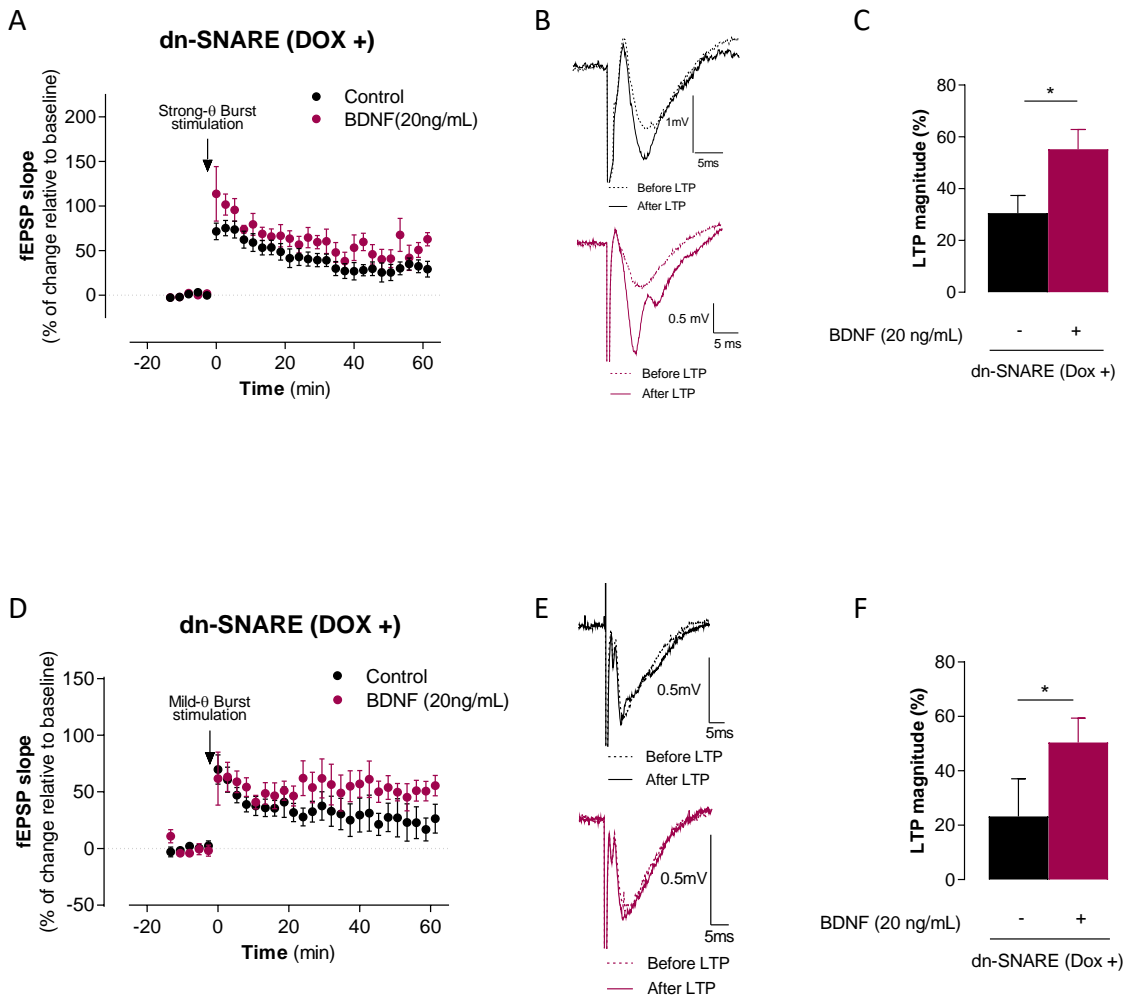 A
dn-SNARE (DOX +)
Control
BDNF(20ng/mL)
Strong-θ Burst
stimulation
fEPSP slope
(% of change relative to baseline)
200
150
100
50
0
-20
0
20
40
60
Time (min)
B
1mV
5ms
Before LTP
After LTP
0.5 mV
5 ms
Before LTP
After LTP
C
LTP magnitude (%)
80
60
40
20
0
*
BDNF (20 ng/mL)
-
+
dn-SNARE (Dox +)
D
dn-SNARE (DOX +)
Control
BDNF (20ng/mL)
Mild-θ Burst
stimulation
fEPSP slope
(% of change relative to baseline)
150
100
50
0
-50
-20
0
20
40
60
Time (min)
E
0.5mV
5ms
Before LTP
After LTP
0.5mV
5ms
Before LTP
After LTP
F
LTP magnitude (%)
80
60
40
20
0
*
BDNF (20 ng/mL)
-
+
dn-SNARE (Dox +)